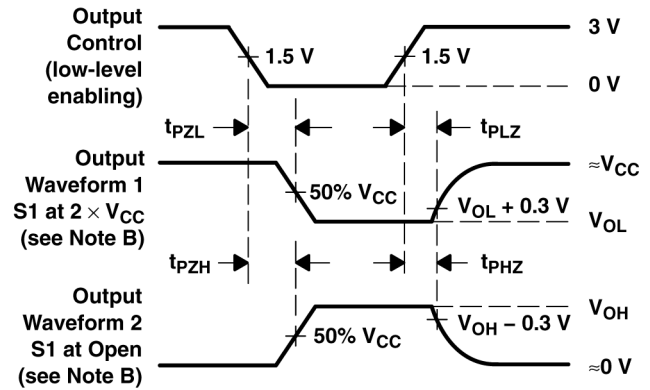 Output
Control
(low-level
enabling)
1.5 V
1.5 V
3 V
0 V
tPZL
tPLZ
Output
Waveform 1
S1 at 2 × VCC
(see Note B)
50% VCC
VOL + 0.3 V
≈VCC
VOL
tPZH
tPHZ
Output
Waveform 2
S1 at Open
(see Note B)
50% VCC
VOH − 0.3 V
VOH
≈0 V